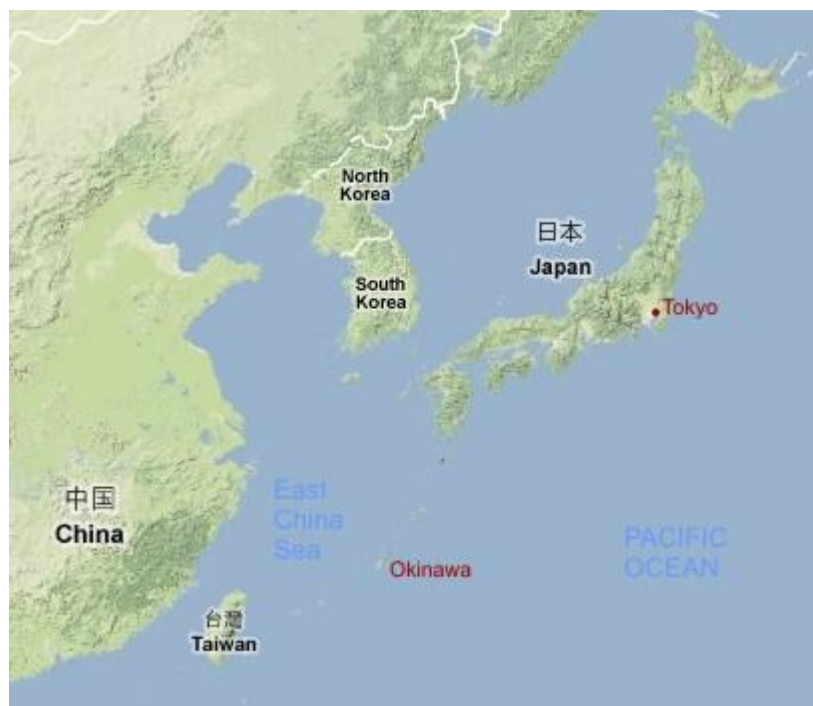 North
Korea
日本
Japan
South
Korea
Tokyo
中国
China
East
China
Sea
PACIFIC
OCEAN
Okinawa
台灣
Taiwan